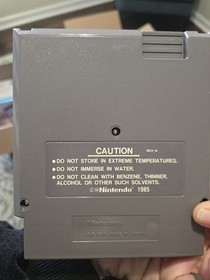 CAUTION
• DO NOT STORE IN EXTREME TEMPERATURES.
• DO NOT IMMERSE IN WATER.
• DO NOT CLEAN WITH BENZENE, THINNER,
ALCOHOL OR OTHER SUCH SOLVENTS.
Nintendo 1985
Nintendo